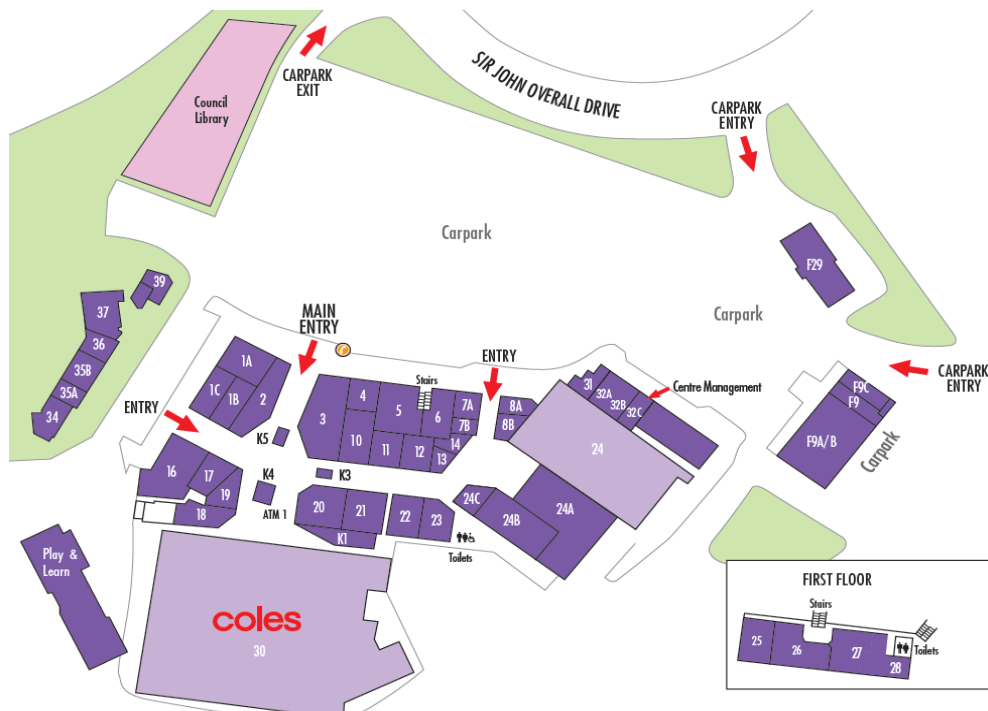 CARPARK
EXIT
SIR JOHN OVERALL DRIVE
CARPARK
ENTRY
Council
Library
Carpark
F29
39
37
MAIN
ENTRY
Carpark
36
1A
ENTRY
Centre Management
CARPARK
ENTRY
35B
Stairs
31
32A
F9C
35A
1C
1B
2
4
5
6
7A
8A
32B
32C
F9
34
ENTRY
3
7B
8B
K5
10
11
12
14
13
24
F9A/B
Carpark
16
17
K4
K3
19
18
ATM 1
20
21
22
23
24C
24B
24A
K1
Toilets
Play &
Learn
FIRST FLOOR
Stairs
coles
30
25
26
27
28
Toilets